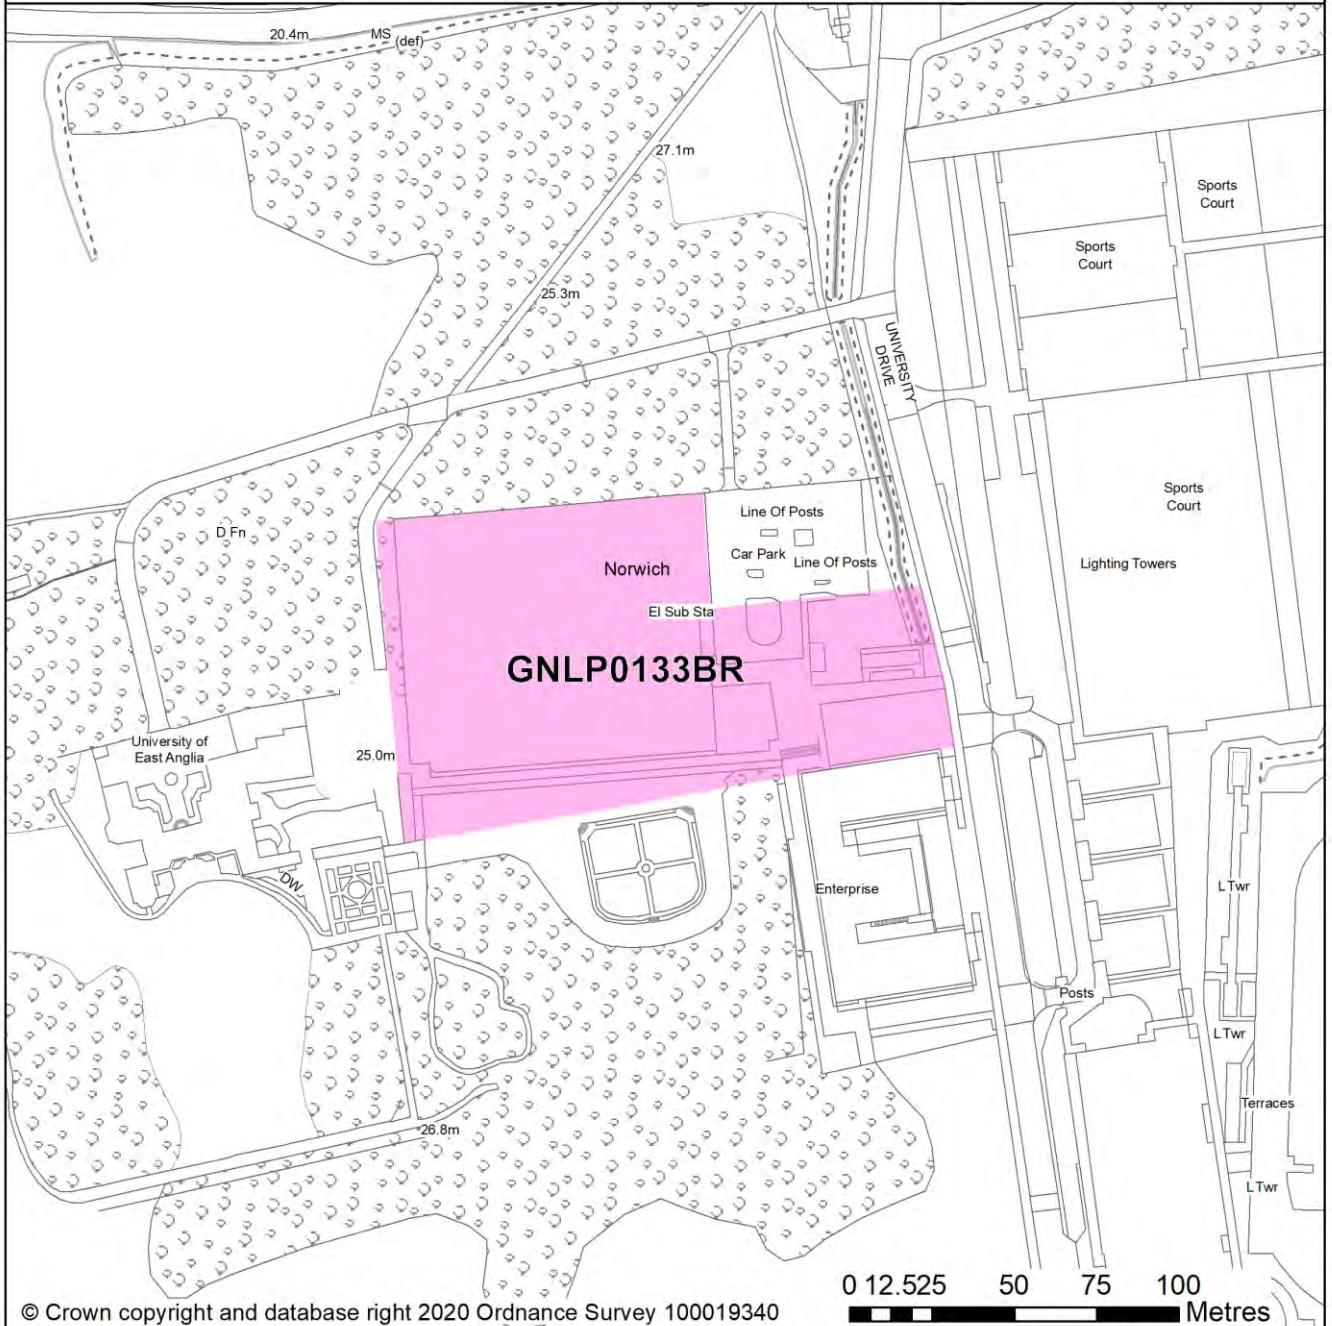 20.4m
MS
(def)
27.1m
Sports
Court
Sports
Court
25.3m
UNIVERSITY
DRIVE
Sports
Court
Line Of Posts
D Fn
Car Park
Line Of Posts
Lighting Towers
Norwich
El Sub Sta
GNLP0133BR
University of
East Anglia
25.0m
DW
Enterprise
L Twr
Posts
L Twr
Terraces
26.8m
L Twr
0 12.525 50 75 100
Metres
© Crown copyright and database right 2020 Ordnance Survey 100019340